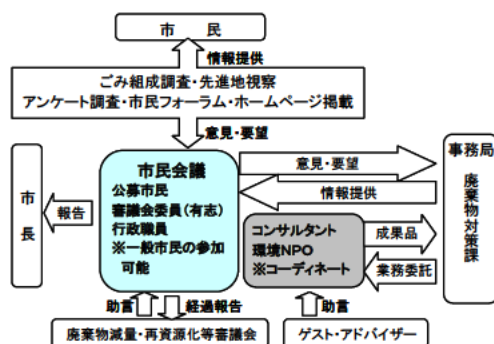 市 民
情報提供
ごみ組成調査・先進地視察
アンケート調査・市民フォーラム・ホームページ掲載
意見・要望
市長
報告
市民会議
公募市民
審議会委員(有志)
行政職員
※一般市民の参加
可能
意見・要望
情報提供
コンサルタント
環境NPO
※コーディネート
成果品
業務委託
事務局
廃棄物対策課
助言
経過報告
助言
廃棄物減量・再資源化等審議会
ゲスト・アドバイザー